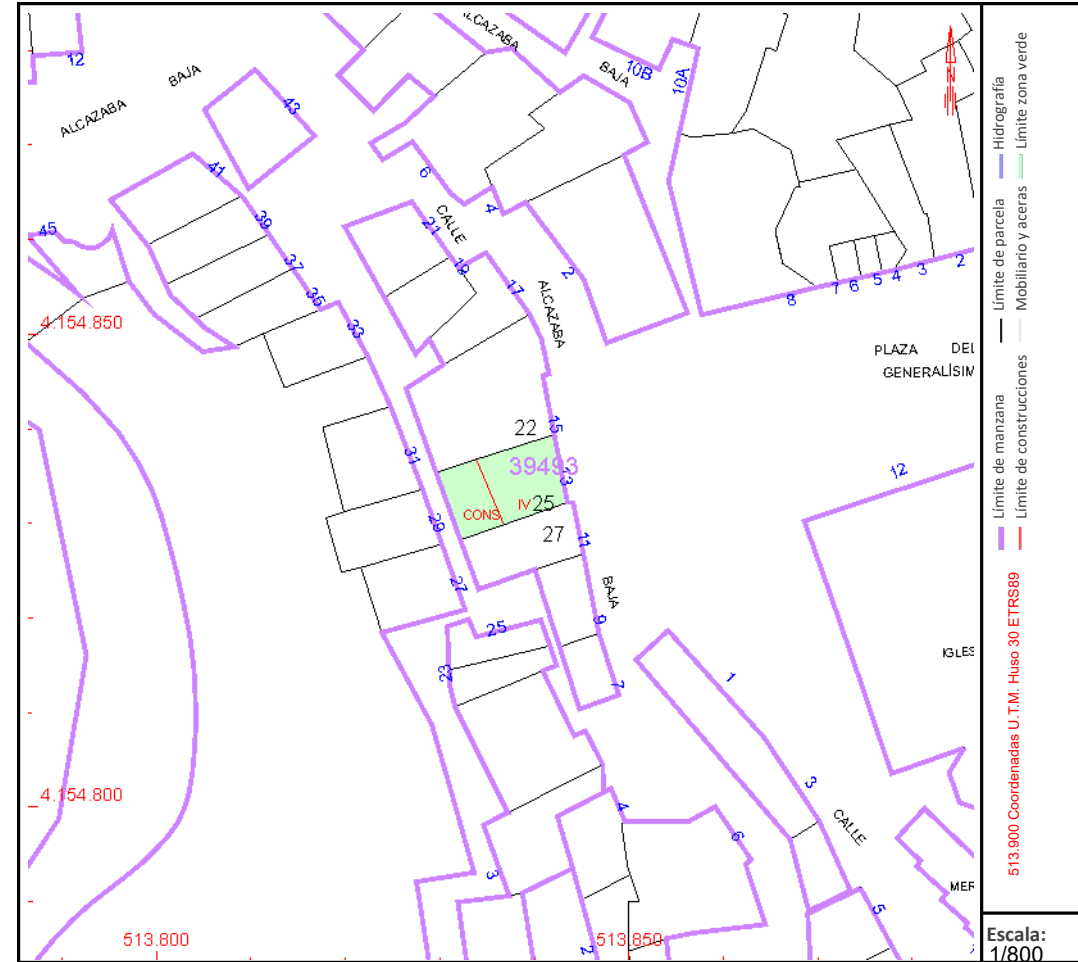 ALCAZABA
12
BAJA
BAJA
10B
10A
ALCAZABA
43
41
6
4
39
45
21
CALLE
37
19
2
35
17
ALCAZABA
33
8
7
6
5
4
3
2
4.154.850
PLAZA DEL
GENERALÍSIM
22
15
31
39493
13
12
CONS
IV
25
29
27
11
27
BAJA
9
25
23
7
1
IGLES
3
4.154.800
4
6
CALLE
3
MER
5
2
513.800
513.850
Límite de manzana
Límite de parcela
Hidrografía
Límite de construcciones
Mobiliario y aceras
Límite zona verde
513.900 Coordenadas U.T.M. Huso 30 ETRS89
N
Escala:
1/800